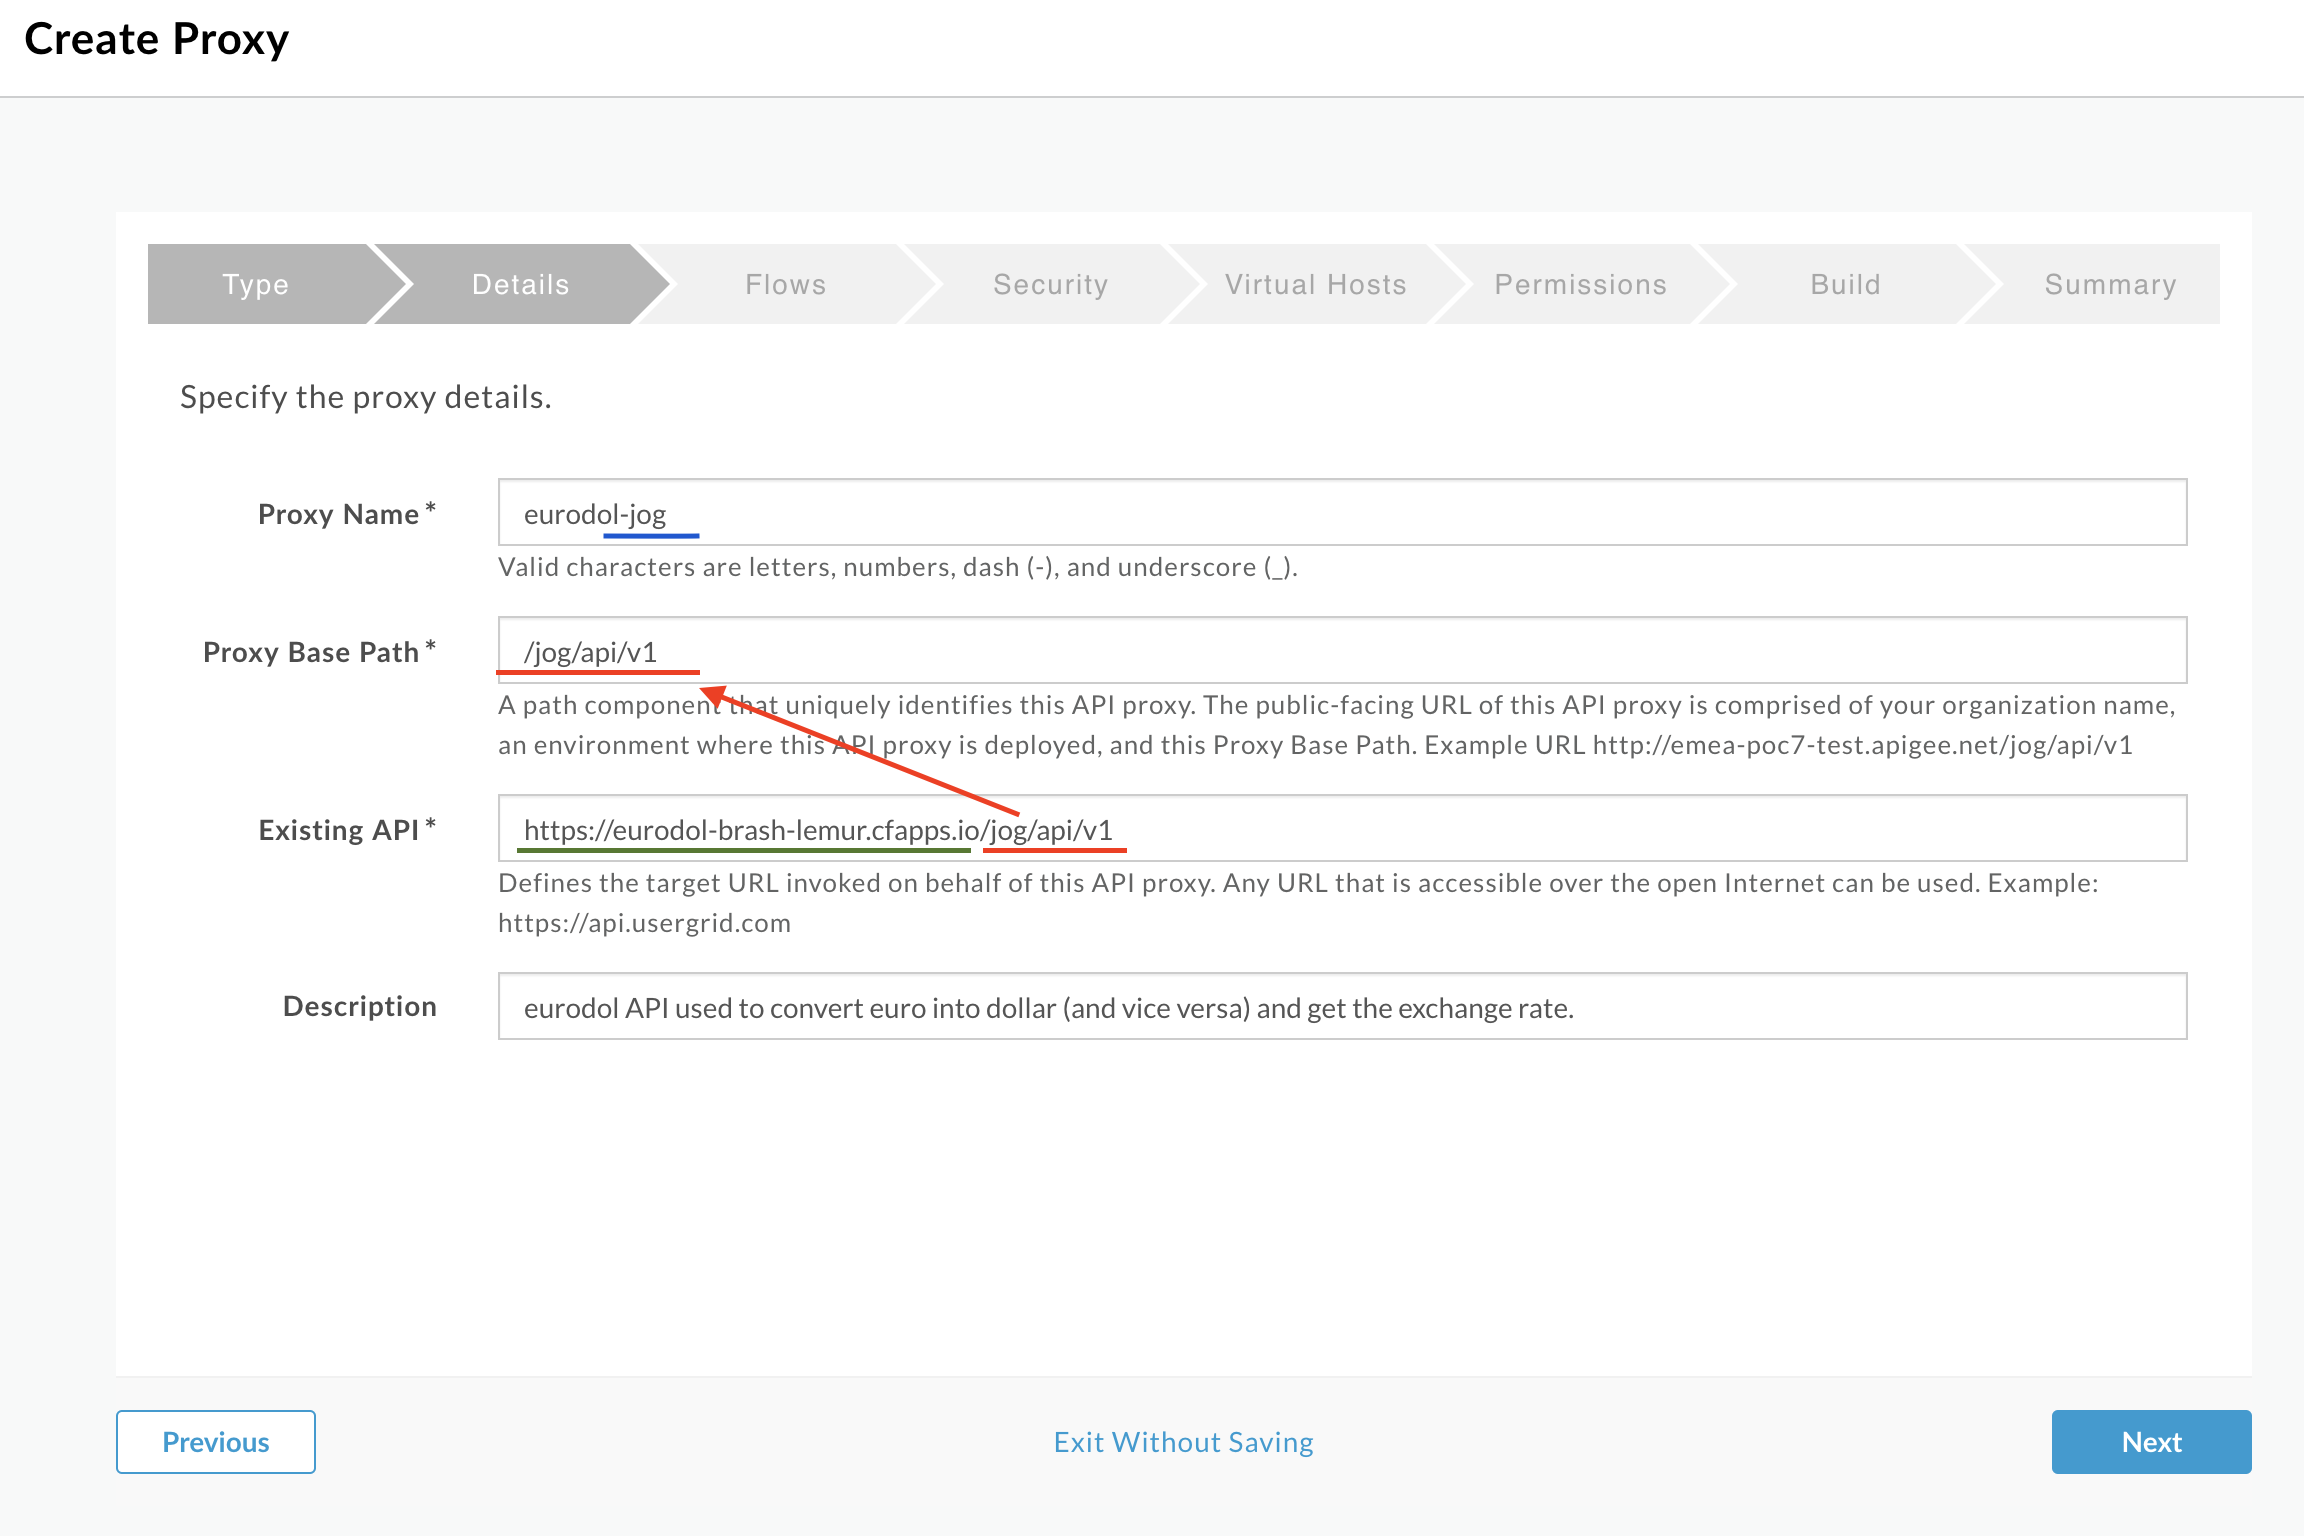 Create Proxy
Type
Details
Flows
Security
Virtual Hosts
Permissions
Build
Summary
Specify the proxy details.
Proxy Name*
eurodol-jog
Valid characters are letters, numbers, dash (-), and underscore (_).
Proxy Base Path*
/jog/api/v1
A path component that uniquely identifies this API proxy. The public-facing URL of this API proxy is comprised of your organization name,
an environment where this API proxy is deployed, and this Proxy Base Path. Example URL http://emea-poc7-test.apigee.net/jog/api/v1
Existing API*
https://eurodol-brash-lemur.cfapps.io/jog/api/v1
Defines the target URL invoked on behalf of this API proxy. Any URL that is accessible over the open Internet can be used. Example:
https://api.usergrid.com
Description
eurodol API used to convert euro into dollar (and vice versa) and get the exchange rate.
Previous
Exit Without Saving
Next